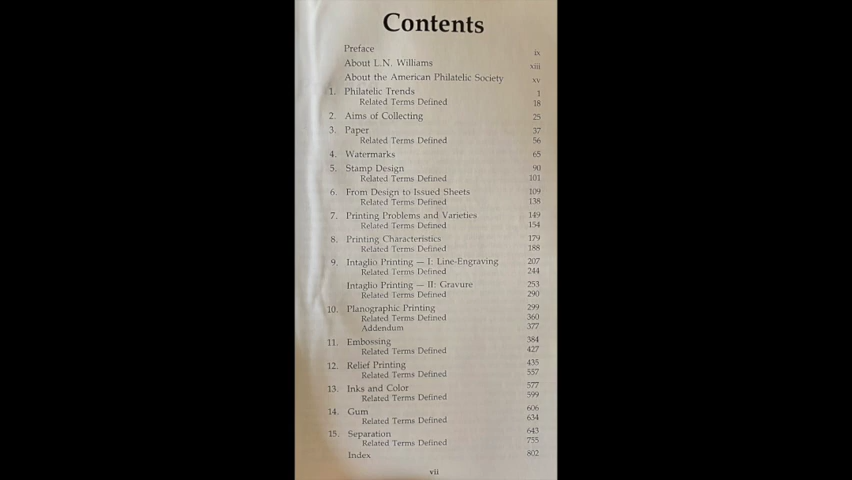 Contents
Preface ix
About L.N. Williams xiii
About the American Philatelic Society xv
1. Philatelic Trends 1
Related Terms Defined 18
2. Aims of Collecting 25
3. Paper 37
Related Terms Defined 56
4. Watermarks 65
5. Stamp Design 90
Related Terms Defined 101
6. From Design to Issued Sheets 109
Related Terms Defined 138
7. Printing Problems and Varieties 149
Related Terms Defined 154
8. Printing Characteristics 179
Related Terms Defined 188
9. Intaglio Printing — I: Line-Engraving 207
Related Terms Defined 244
Intaglio Printing — II: Gravure 253
Related Terms Defined 290
10. Planographic Printing 299
Related Terms Defined 360
Addendum 377
11. Embossing 384
Related Terms Defined 427
12. Relief Printing 435
Related Terms Defined 557
13. Inks and Color 577
Related Terms Defined 599
14. Gum 606
Related Terms Defined 634
15. Separation 643
Related Terms Defined 755
Index 802
vii